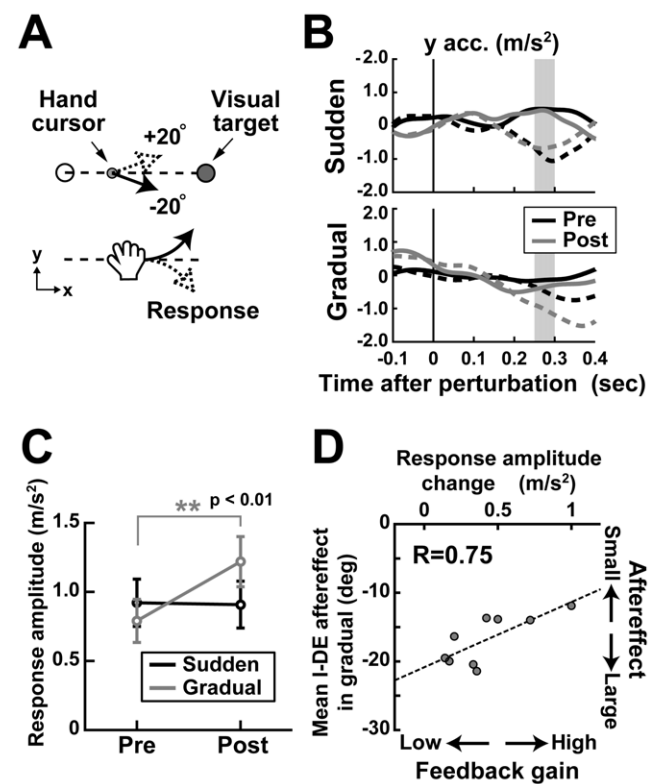 A
Hand
cursor
Visual
target
+20°
-20°
y
x
Response
B
y acc. (m/s²)
Sudden
-2.0
1.0
0
-1.0
-2.0
Gradual
2.0
1.0
0
-1.0
-2.0
Pre
Post
-0.1 0 0.1 0.2 0.3 0.4
Time after perturbation (sec)
C
Response amplitude (m/s²)
** p < 0.01
1.5
1.0
0.5
0
Sudden
Gradual
Pre Post
D
Response amplitude
change (m/s²)
0 0.5 1
Mean I-DE aftereffect
in gradual (deg)
0
-10
-20
-30
R=0.75
Small
Large
Aftereffect
Low High
Feedback gain